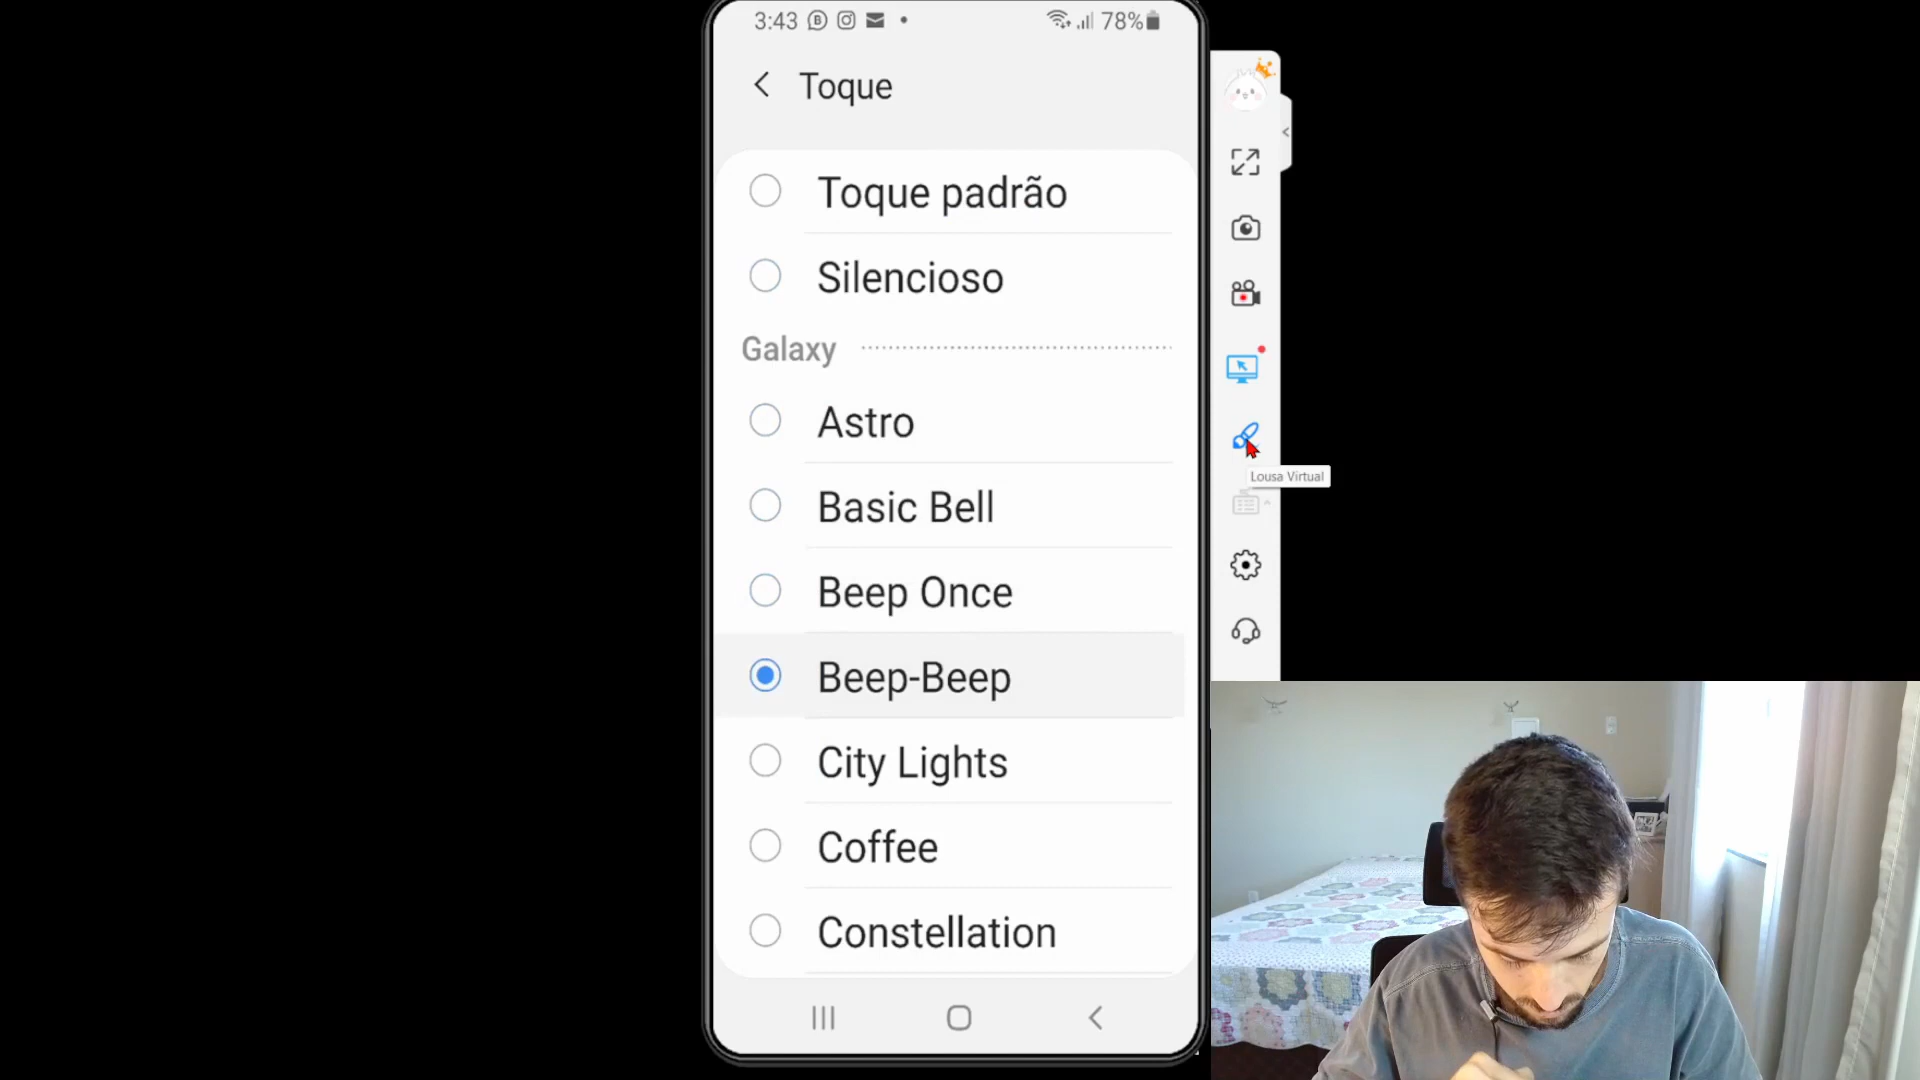 3:43
78%
Toque
Toque padrão
Silencioso
Galaxy
Astro
Basic Bell
Beep Once
Beep-Beep
City Lights
Coffee
Constellation
Lousa Virtual